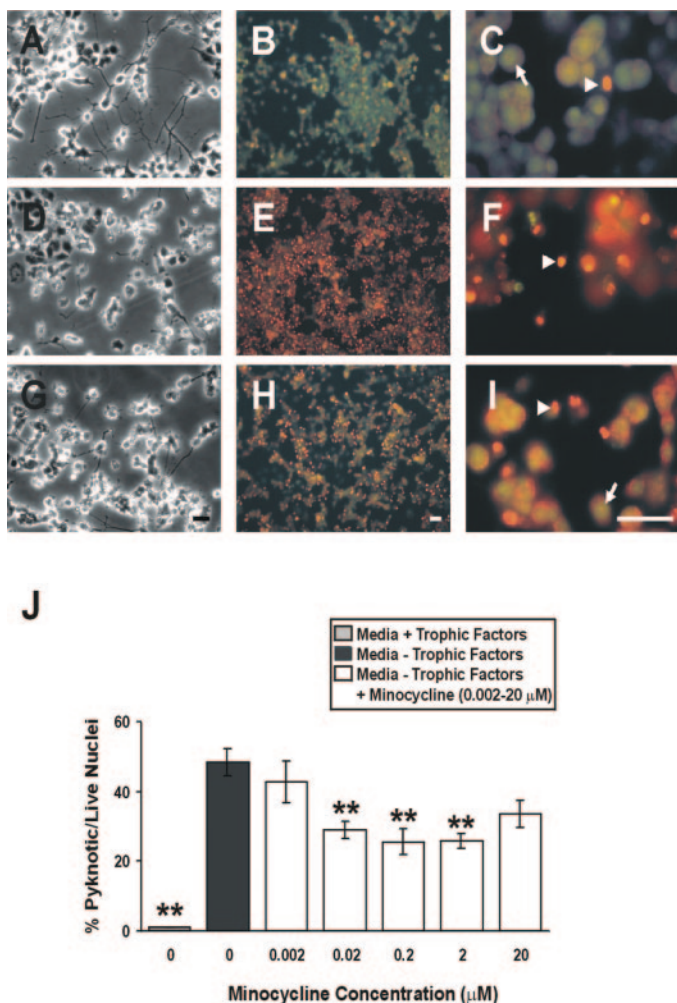 A B C
D E F
G H I
J
Media + Trophic Factors
Media - Trophic Factors
Media - Trophic Factors
+ Minocycline (0.002-20 μM)
% Pyknotic/Live Nuclei
60
40
20
0
**
**
**
**
0 0 0.002 0.02 0.2 2 20
Minocycline Concentration (μM)